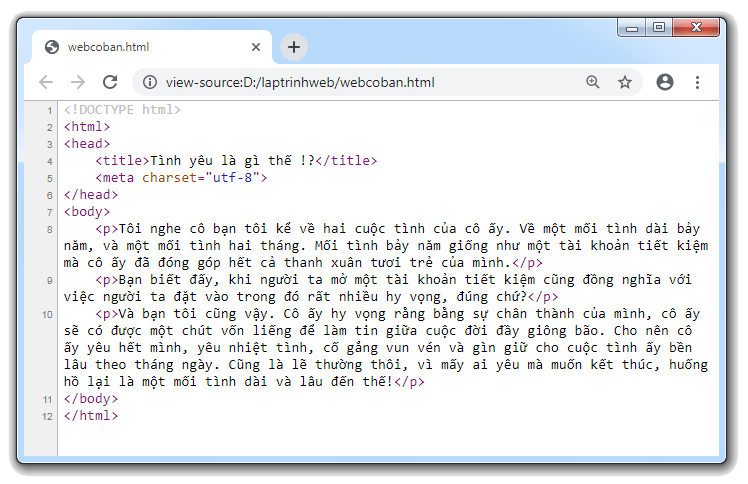 webcoban.html
view-source:D:/laptrinhweb/webcoban.html
1 <!DOCTYPE html>
2 <html>
3 <head>
4 <title>Tình yêu là gì thế !?</title>
5 <meta charset="utf-8">
6 </head>
7 <body>
8 <p>Tôi nghe cô bạn tôi kể về hai cuộc tình của cô ấy. Về một mối tình dài bảy
năm, và một mối tình hai tháng. Mối tình bảy năm giống như một tài khoản tiết kiệm
mà cô ấy đã đóng góp hết cả thanh xuân tươi trẻ của mình.</p>
9 <p>Bạn biết đấy, khi người ta mở một tài khoản tiết kiệm cũng đồng nghĩa với
việc người ta đặt vào trong đó rất nhiều hy vọng, đúng chứ?</p>
10 <p>Và bạn tôi cũng vậy. Cô ấy hy vọng rằng bằng sự chân thành của mình, cô ấy
sẽ có được một chút vốn liếng để làm tin giữa cuộc đời đầy giông bão. Cho nên cô
ấy yêu hết mình, yêu nhiệt tình, cố gắng vun vén và gìn giữ cho cuộc tình ấy bền
lâu theo tháng ngày. Cũng là lẽ thường thôi, vì mấy ai yêu mà muốn kết thúc, huống
hồ lại là một mối tình dài và lâu đến thế!</p>
11 </body>
12 </html>